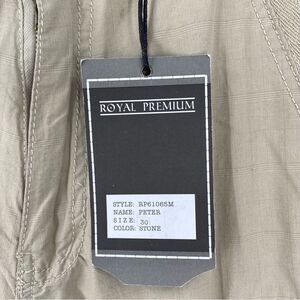 ROYAL PREMIUM
STYLE: RP61065M
NAME: PETER
SIZE: 30
COLOR: STONE